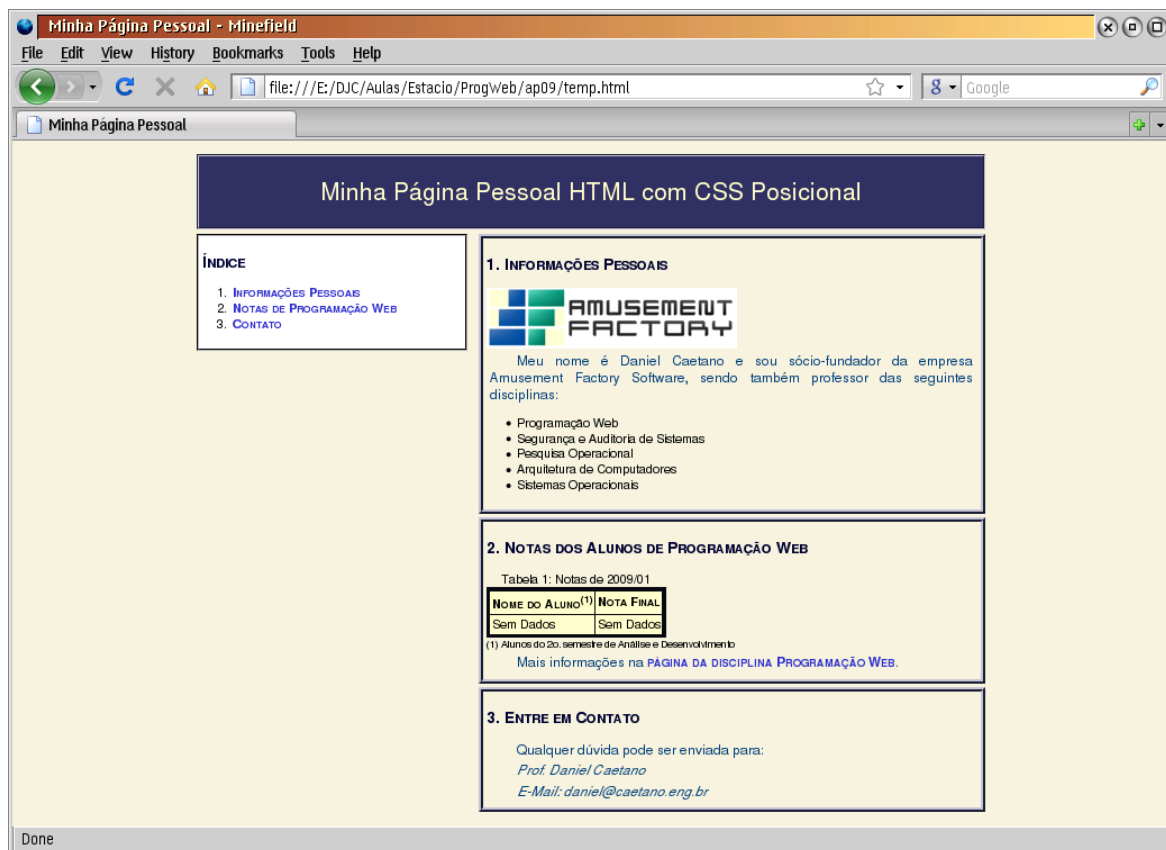 Minha Página Pessoal - Minefield
File Edit View History Bookmarks Tools Help
file:///E:/DJC/Aulas/Estacio/ProgWeb/ap09/temp.html
Google
Minha Página Pessoal
Minha Página Pessoal HTML com CSS Posicional
ÍNDICE
1. INFORMAÇÕES PESSOAIS
2. NOTAS DE PROGRAMAÇÃO WEB
3. CONTATO
1. INFORMAÇÕES PESSOAIS
AMUSEMENT
FACTORY
Meu nome é Daniel Caetano e sou sócio-fundador da empresa
Amusement Factory Software, sendo também professor das seguintes
disciplinas:
• Programação Web
• Segurança e Auditoria de Sistemas
• Pesquisa Operacional
• Arquitetura de Computadores
• Sistemas Operacionais
2. NOTAS DOS ALUNOS DE PROGRAMAÇÃO WEB
Tabela 1: Notas de 2009/01
NOME DO ALUNO(1) NOTA FINAL
Sem Dados Sem Dados
(1) Alunos do 2o. semestre de Análise e Desenvolvimento
Mais informações na PÁGINA DA DISCIPLINA PROGRAMAÇÃO WEB.
3. ENTRE EM CONTATO
Qualquer dúvida pode ser enviada para:
Prof. Daniel Caetano
E-Mail: daniel@caetano.eng.br
Done